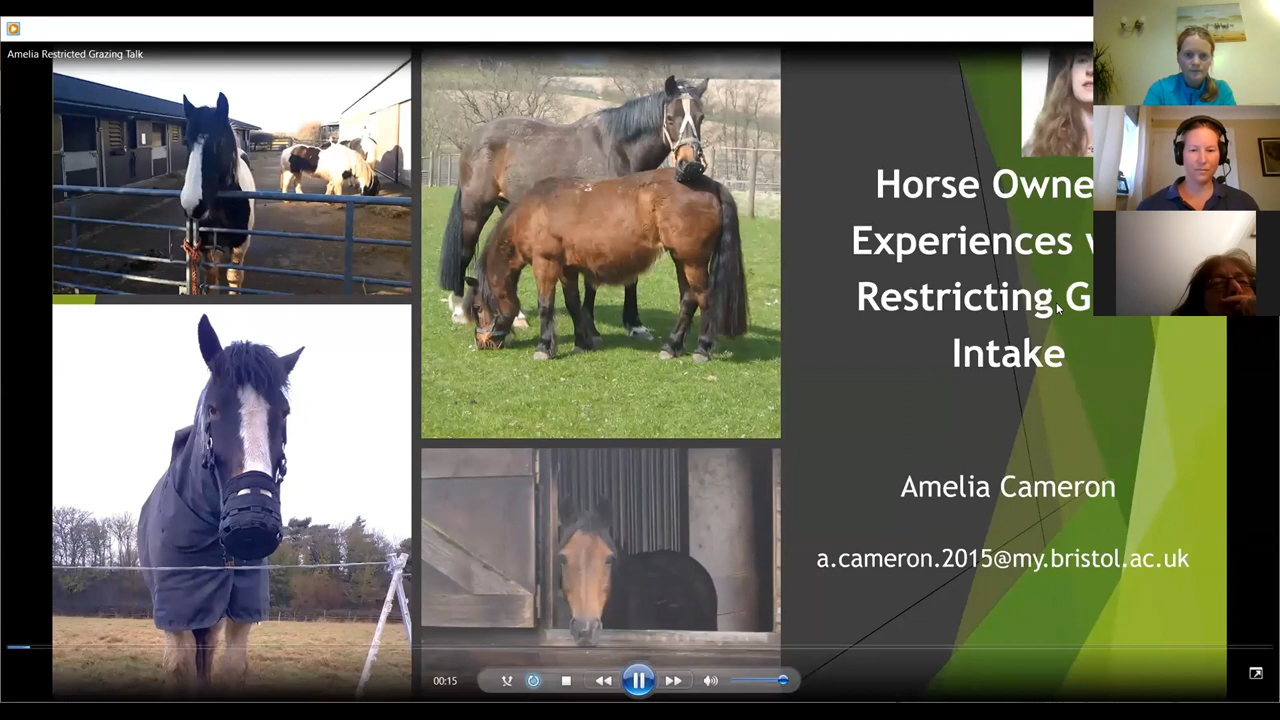 Amelia Restricted Grazing Talk
Horse Owne
Experiences
Restricting G
Intake
Amelia Cameron
a.cameron.2015@my.bristol.ac.uk
00:15